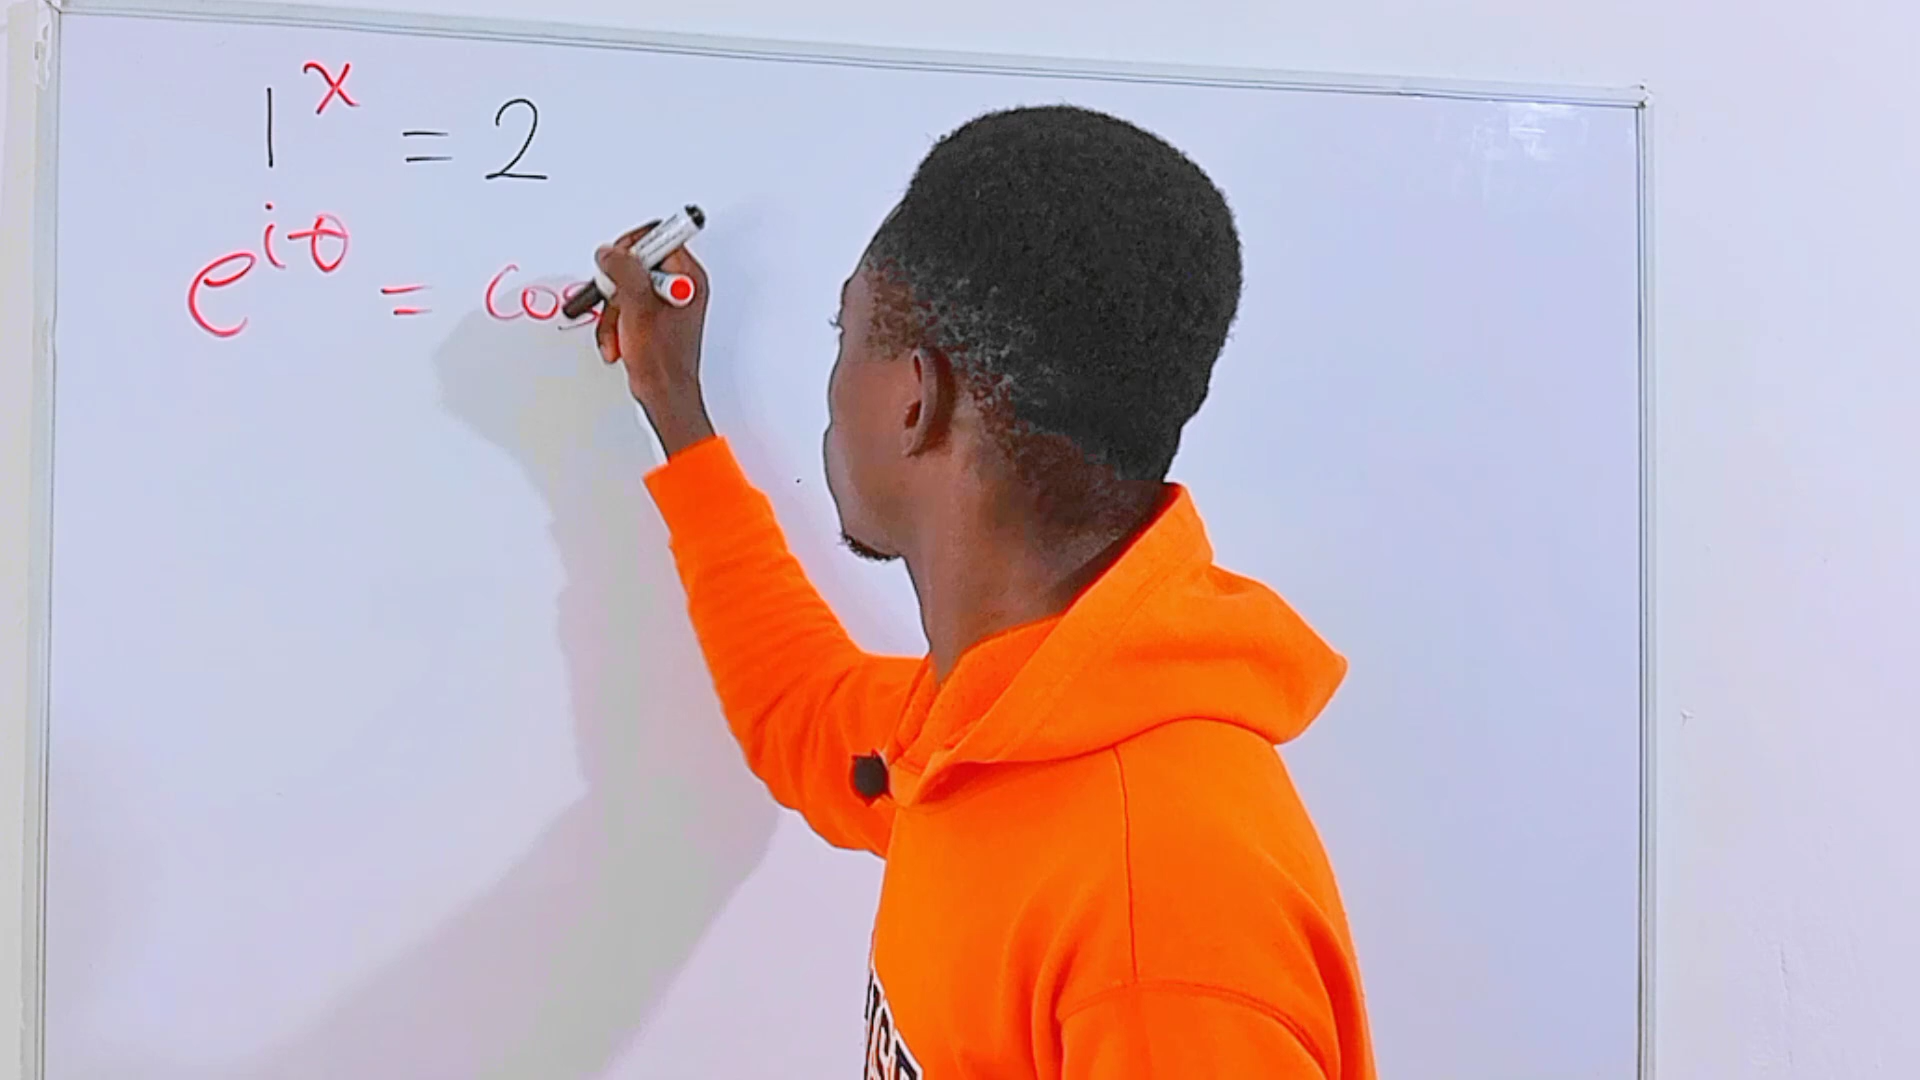 1^x = 2
e^iθ = cos